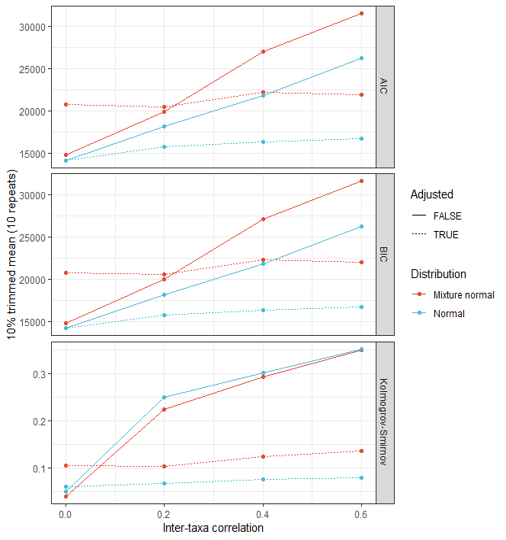 10% trimmed mean (10 repeats)
30000
25000
20000
15000
AIC
30000
25000
20000
15000
BIC
0.3
0.2
0.1
Kolmogrov-Smirnov
0.0
0.2
0.4
0.6
Inter-taxa correlation
Adjusted
FALSE
TRUE
Distribution
Mixture normal
Normal